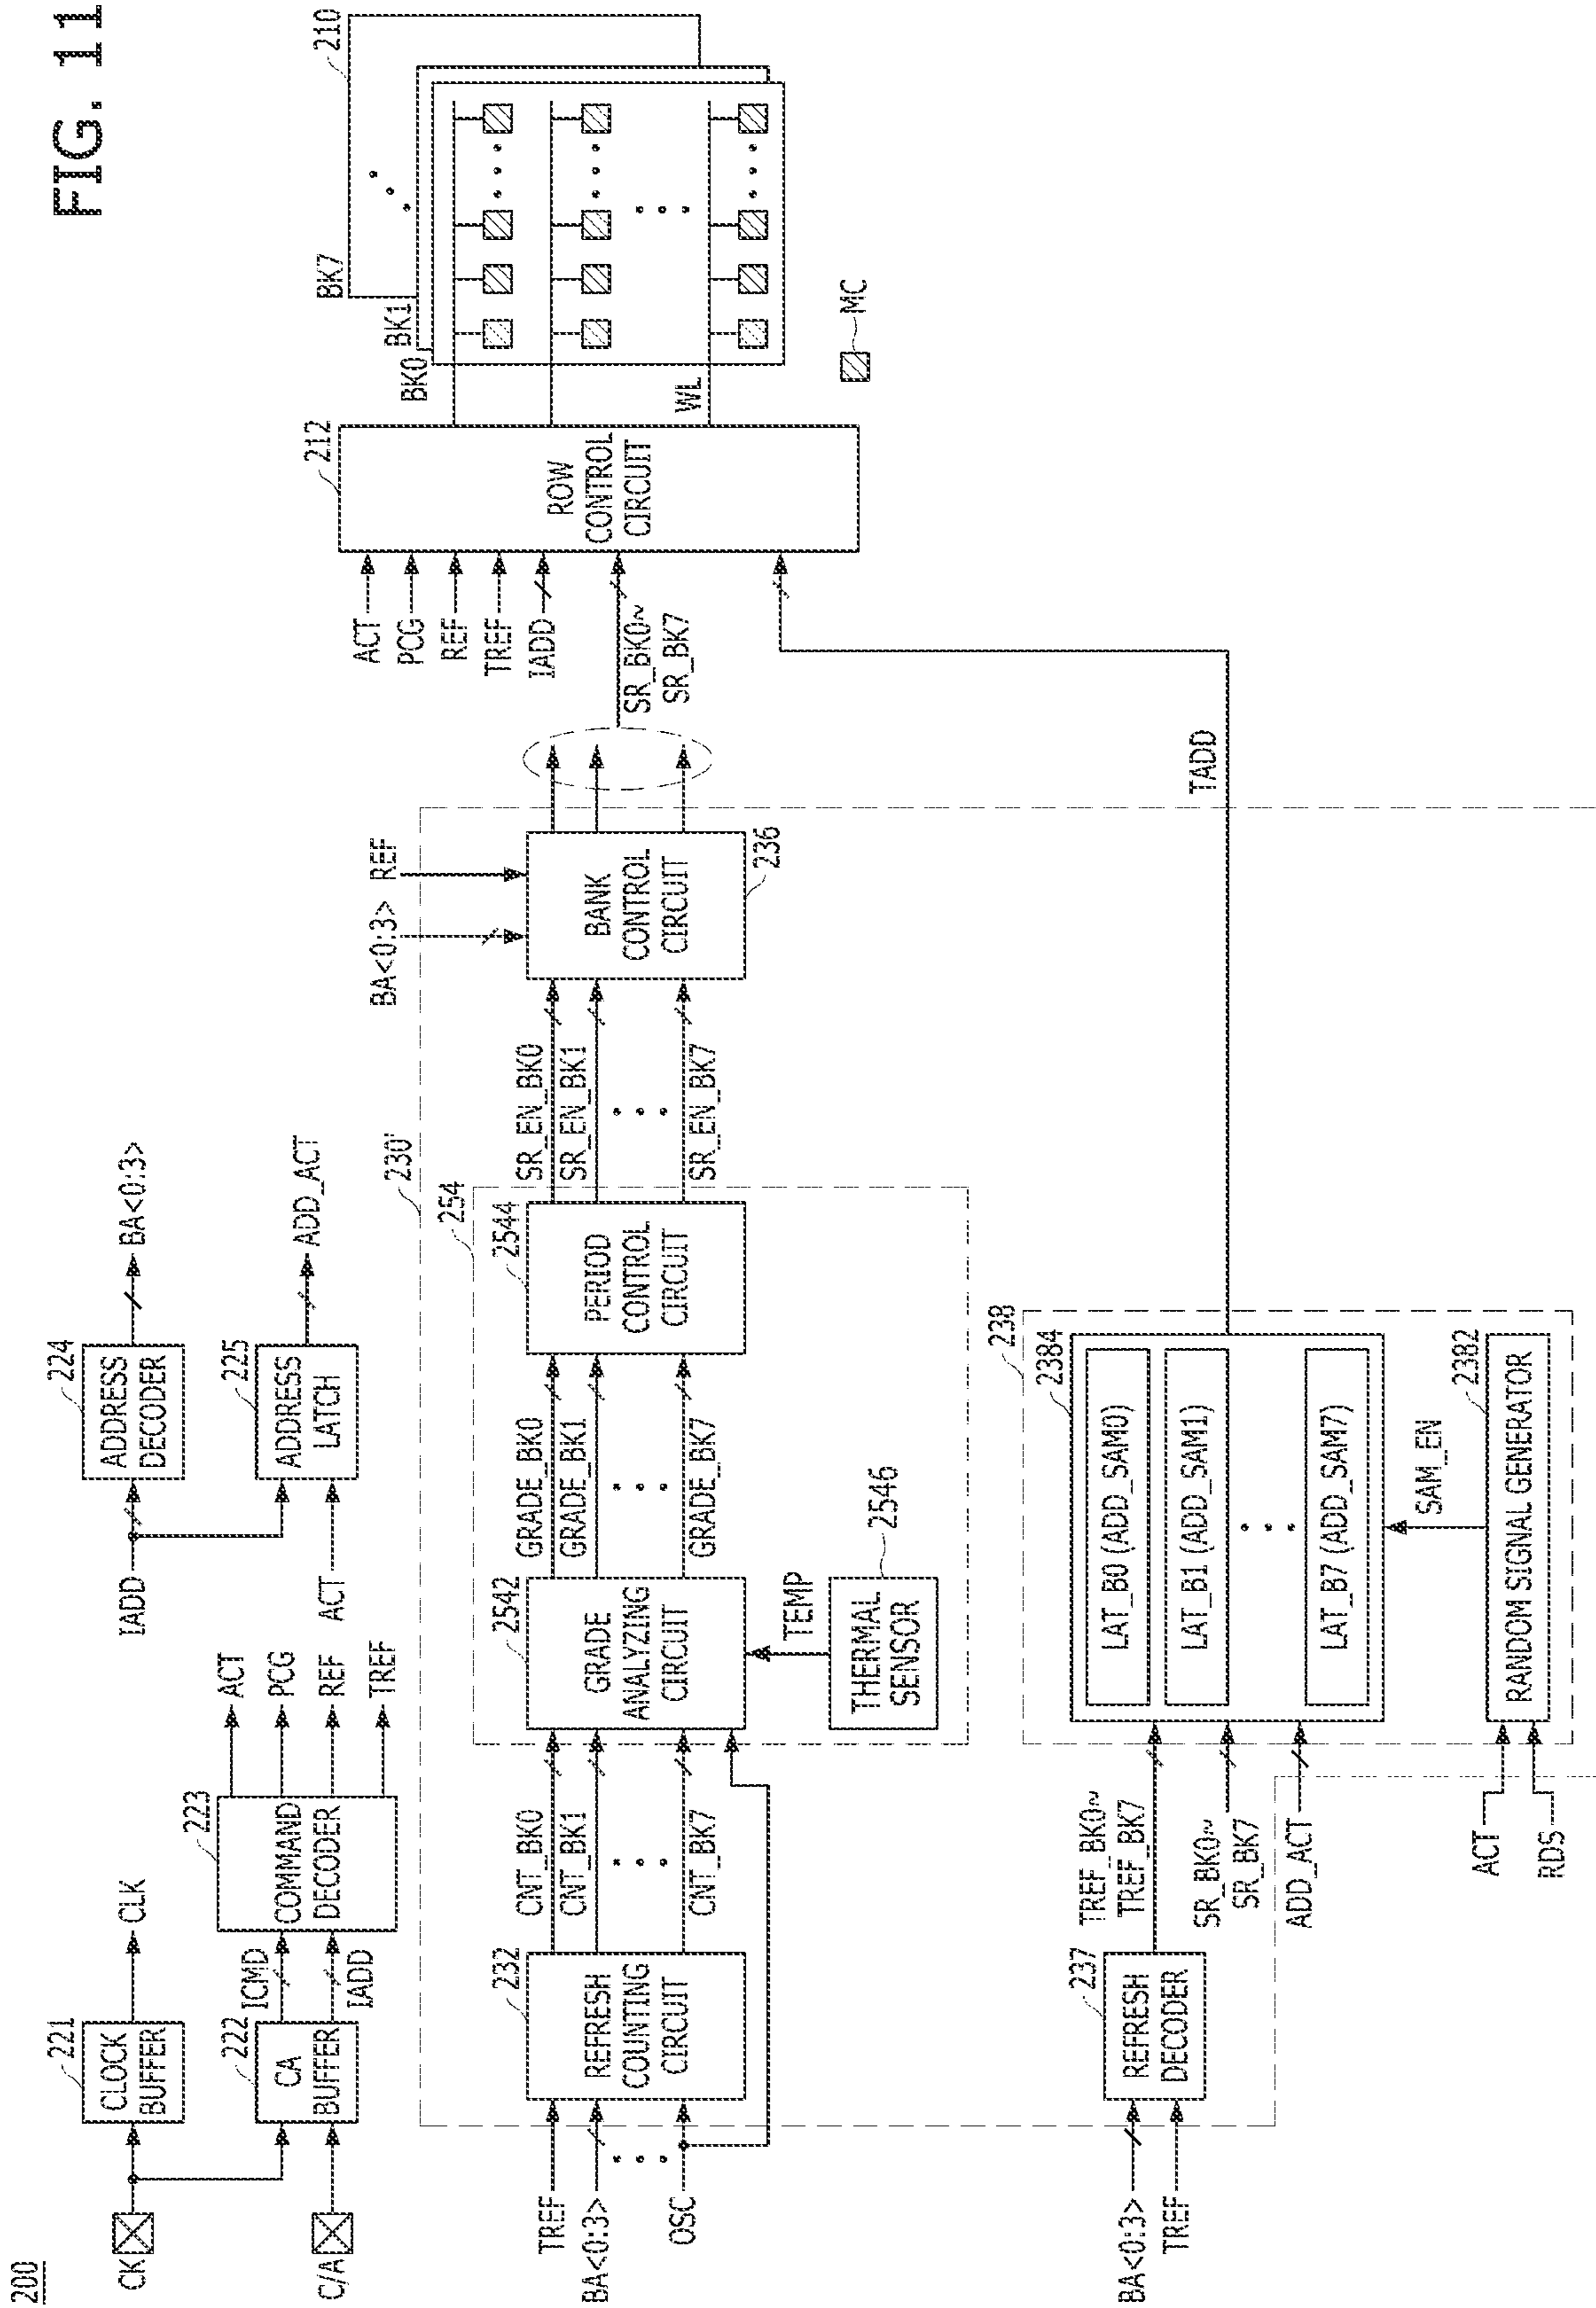 FIG. 11
200
CK
C/A
221
CLOCK
BUFFER
CLK
222
CA
BUFFER
ICMD
IADD
223
COMMAND
DECODER
ACT
PCG
REF
TREF
IADD
ACT
224
ADDRESS
DECODER
BA<0:3>
225
ADDRESS
LATCH
ADD_ACT
230'
TREF
BA<0:3>
OSC
232
REFRESH
COUNTING
CIRCUIT
CNT_BK0
CNT_BK1
CNT_BK7
254
2542
GRADE
ANALYZING
CIRCUIT
TEMP
THERMAL
SENSOR
2546
GRADE_BK0
GRADE_BK1
GRADE_BK7
2544
PERIOD
CONTROL
CIRCUIT
SR_EN_BK0
SR_EN_BK1
SR_EN_BK7
BA<0:3>
REF
BANK
CONTROL
CIRCUIT
236
SR_BK0~
SR_BK7
ACT
PCG
REF
TREF
IADD
212
ROW
CONTROL
CIRCUIT
WL
BK0
BK1
BK7
210
MC
BA<0:3>
TREF
237
REFRESH
DECODER
TREF_BK0~
TREF_BK7
SR_BK0~
SR_BK7
ADD_ACT
ACT
RDS
238
2384
LAT_B0 (ADD_SAM0)
LAT_B1 (ADD_SAM1)
LAT_B7 (ADD_SAM7)
SAM_EN
2382
RANDOM SIGNAL GENERATOR
TADD